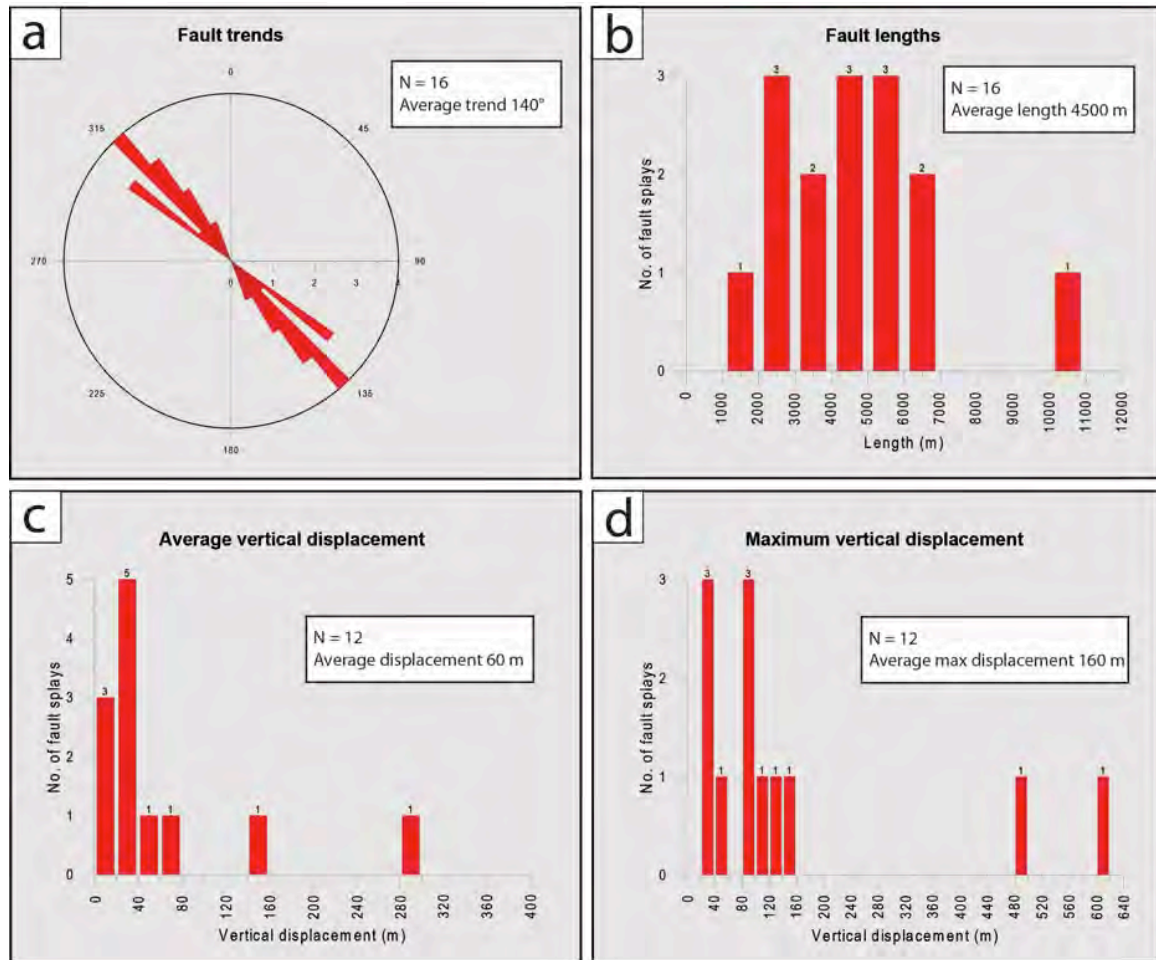 a
Fault trends
N = 16
Average trend 140°
0
45
90
135
180
225
270
315
0 1 2 3 4
b
Fault lengths
N = 16
Average length 4500 m
No. of fault splays
3
2
1
0
1 3 2 3 3 2 1
0 1000 2000 3000 4000 5000 6000 7000 8000 9000 10000 11000 12000
Length (m)
c
Average vertical displacement
N = 12
Average displacement 60 m
No. of fault splays
5
4
3
2
1
0
3 5 1 1 1 1
0 40 80 120 160 200 240 280 320 360 400
Vertical displacement (m)
d
Maximum vertical displacement
N = 12
Average max displacement 160 m
No. of fault splays
3
2
1
0
3 1 3 1 1 1 1 1
0 40 80 120 160 200 240 280 320 360 400 440 480 520 560 600 640
Vertical displacement (m)